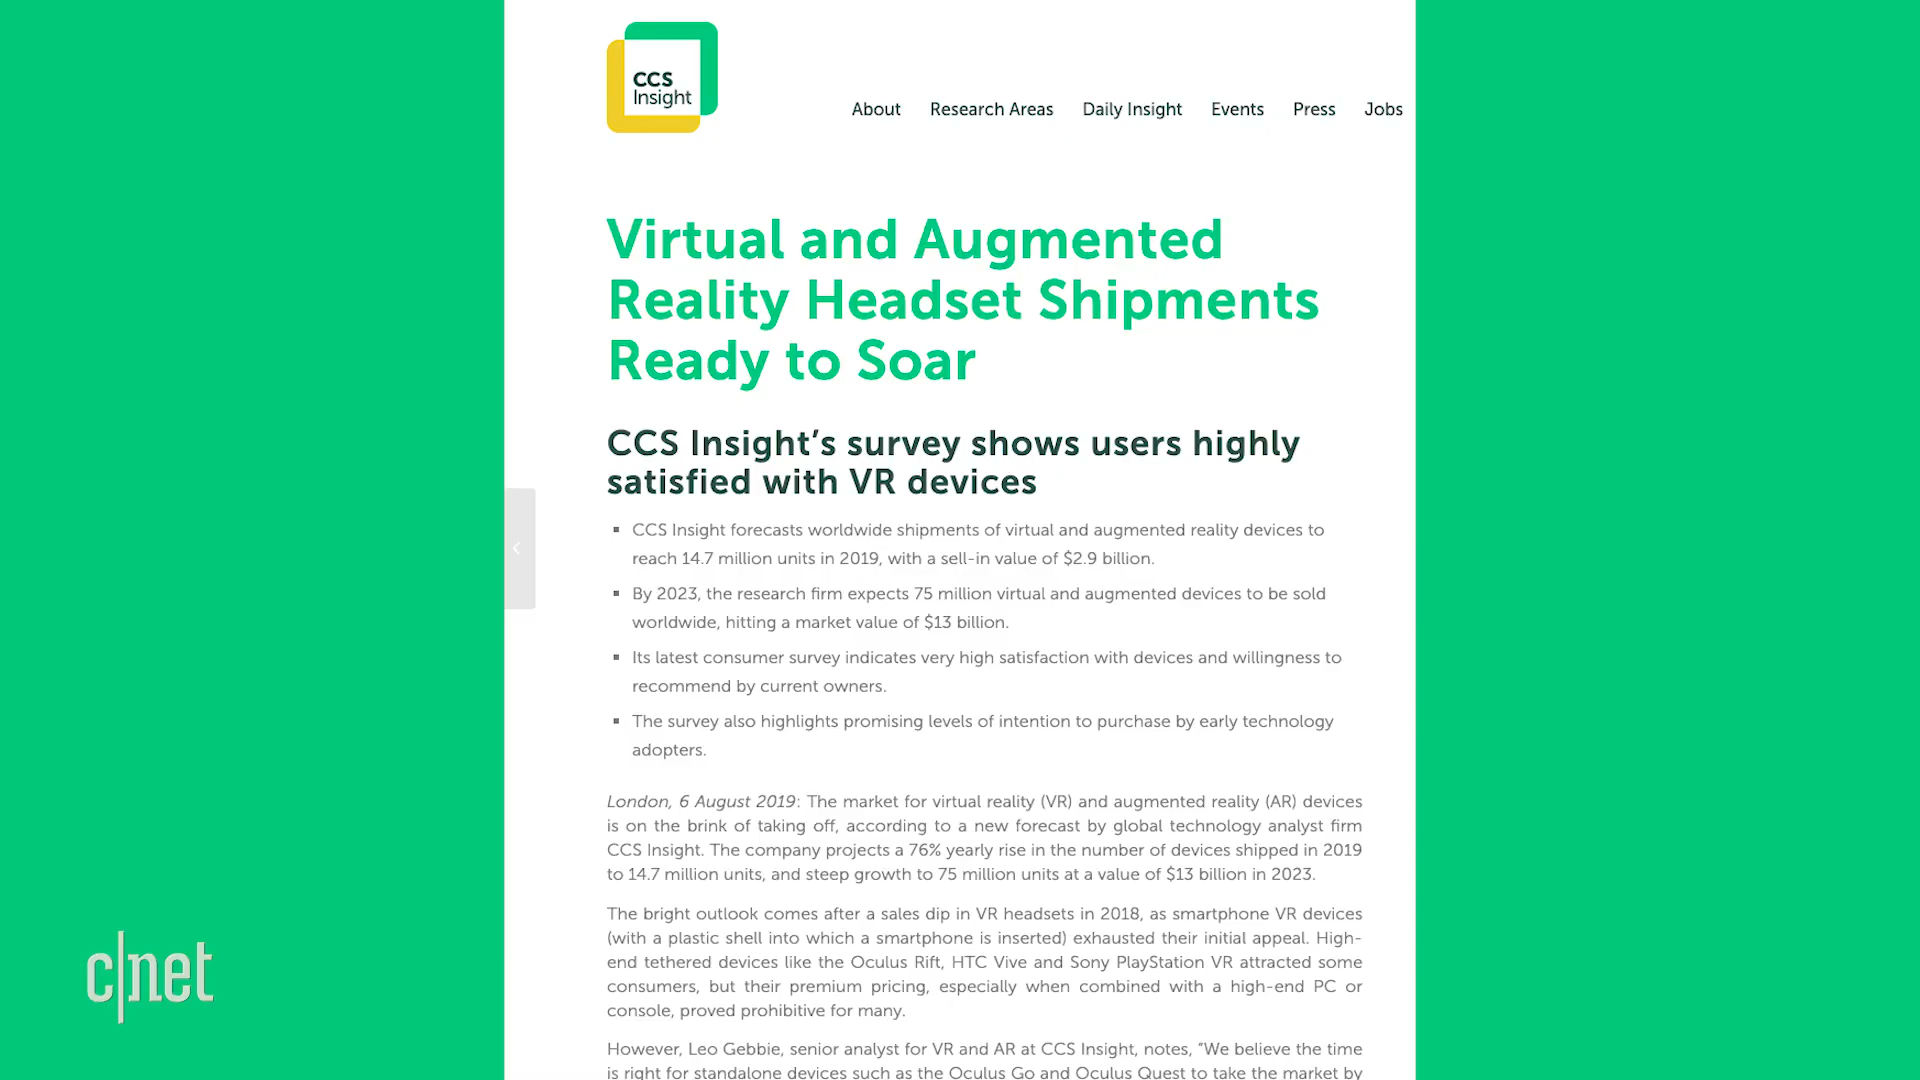 CCS
Insight
About Research Areas Daily Insight Events Press Jobs
Virtual and Augmented
Reality Headset Shipments
Ready to Soar
CCS Insight’s survey shows users highly
satisfied with VR devices
▪ CCS Insight forecasts worldwide shipments of virtual and augmented reality devices to
reach 14.7 million units in 2019, with a sell-in value of $2.9 billion.
▪ By 2023, the research firm expects 75 million virtual and augmented devices to be sold
worldwide, hitting a market value of $13 billion.
▪ Its latest consumer survey indicates very high satisfaction with devices and willingness to
recommend by current owners.
▪ The survey also highlights promising levels of intention to purchase by early technology
adopters.
London, 6 August 2019: The market for virtual reality (VR) and augmented reality (AR) devices
is on the brink of taking off, according to a new forecast by global technology analyst firm
CCS Insight. The company projects a 76% yearly rise in the number of devices shipped in 2019
to 14.7 million units, and steep growth to 75 million units at a value of $13 billion in 2023.
The bright outlook comes after a sales dip in VR headsets in 2018, as smartphone VR devices
(with a plastic shell into which a smartphone is inserted) exhausted their initial appeal. High-
end tethered devices like the Oculus Rift, HTC Vive and Sony PlayStation VR attracted some
consumers, but their premium pricing, especially when combined with a high-end PC or
console, proved prohibitive for many.
However, Leo Gebbie, senior analyst for VR and AR at CCS Insight, notes, “We believe the time
is right for standalone devices such as the Oculus Go and Oculus Quest to take the market by
c|net